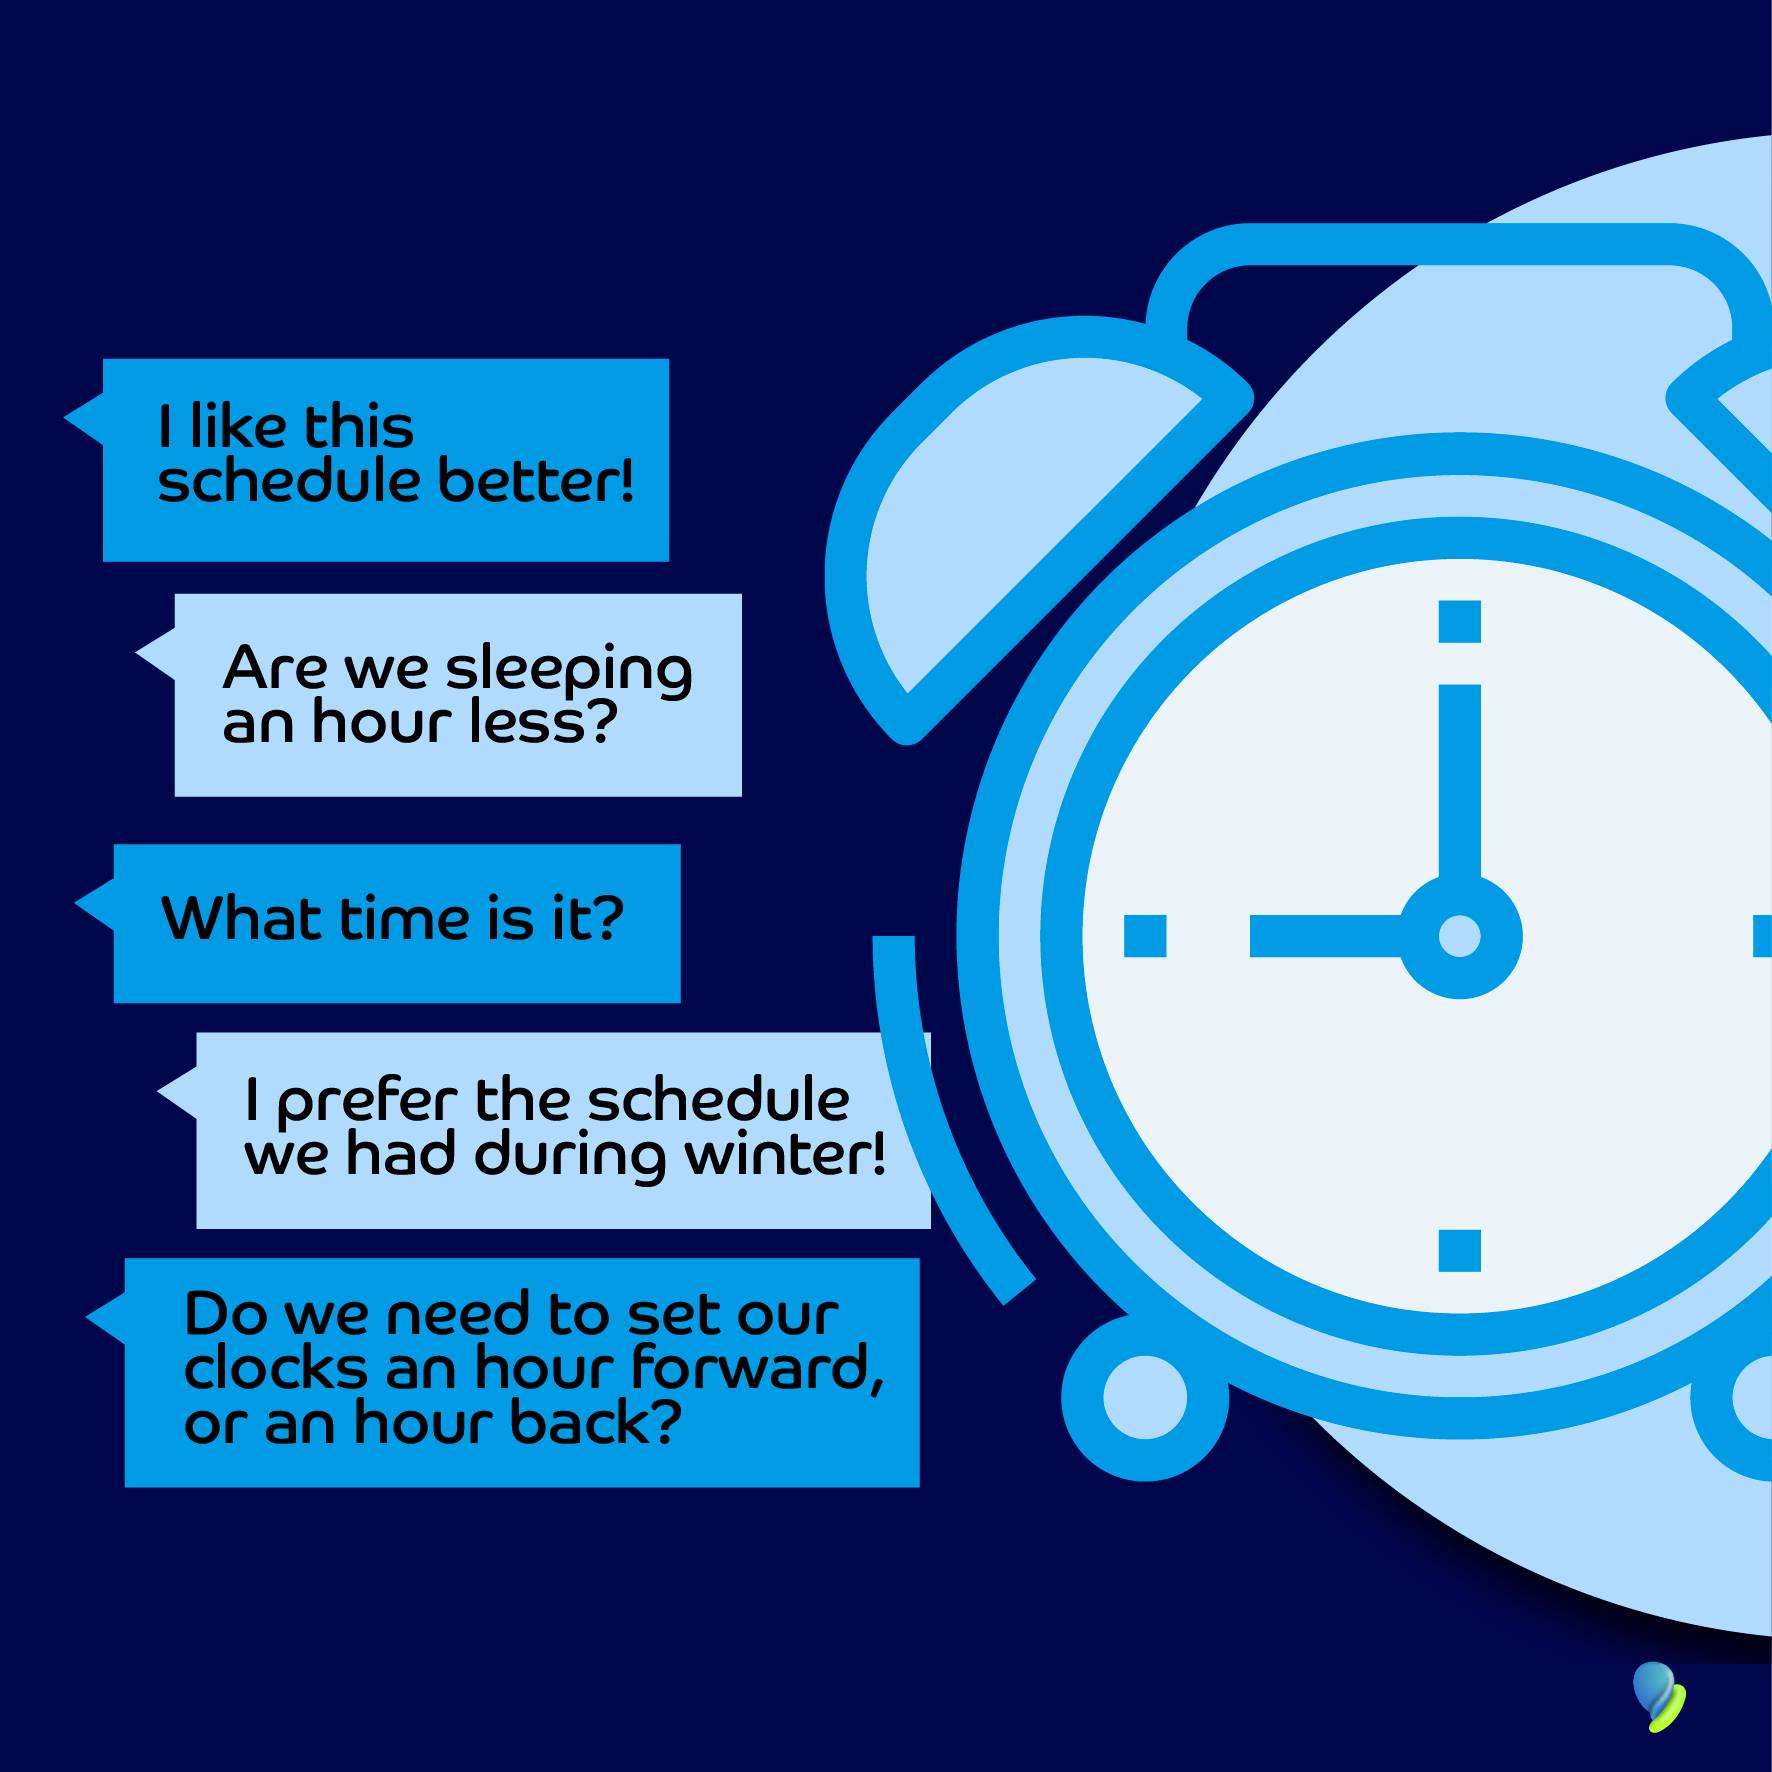 I like this
schedule better!
Are we sleeping
an hour less?
What time is it?
I prefer the schedule
we had during winter!
Do we need to set our
clocks an hour forward,
or an hour back?